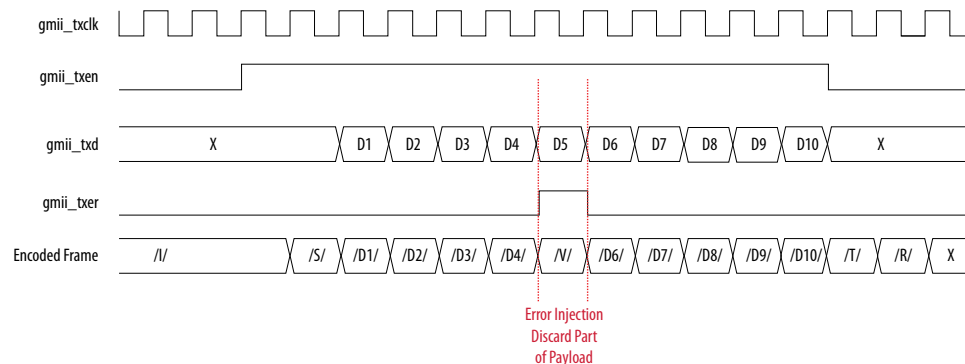 gmii_txclk
gmii_txen
gmii_txd X D1 D2 D3 D4 D5 D6 D7 D8 D9 D10 X
gmii_txer
Encoded Frame /I/ /S/ /D1/ /D2/ /D3/ /D4/ /V/ /D6/ /D7/ /D8/ /D9/ /D10/ /T/ /R/ X
Error Injection
Discard Part
of Payload